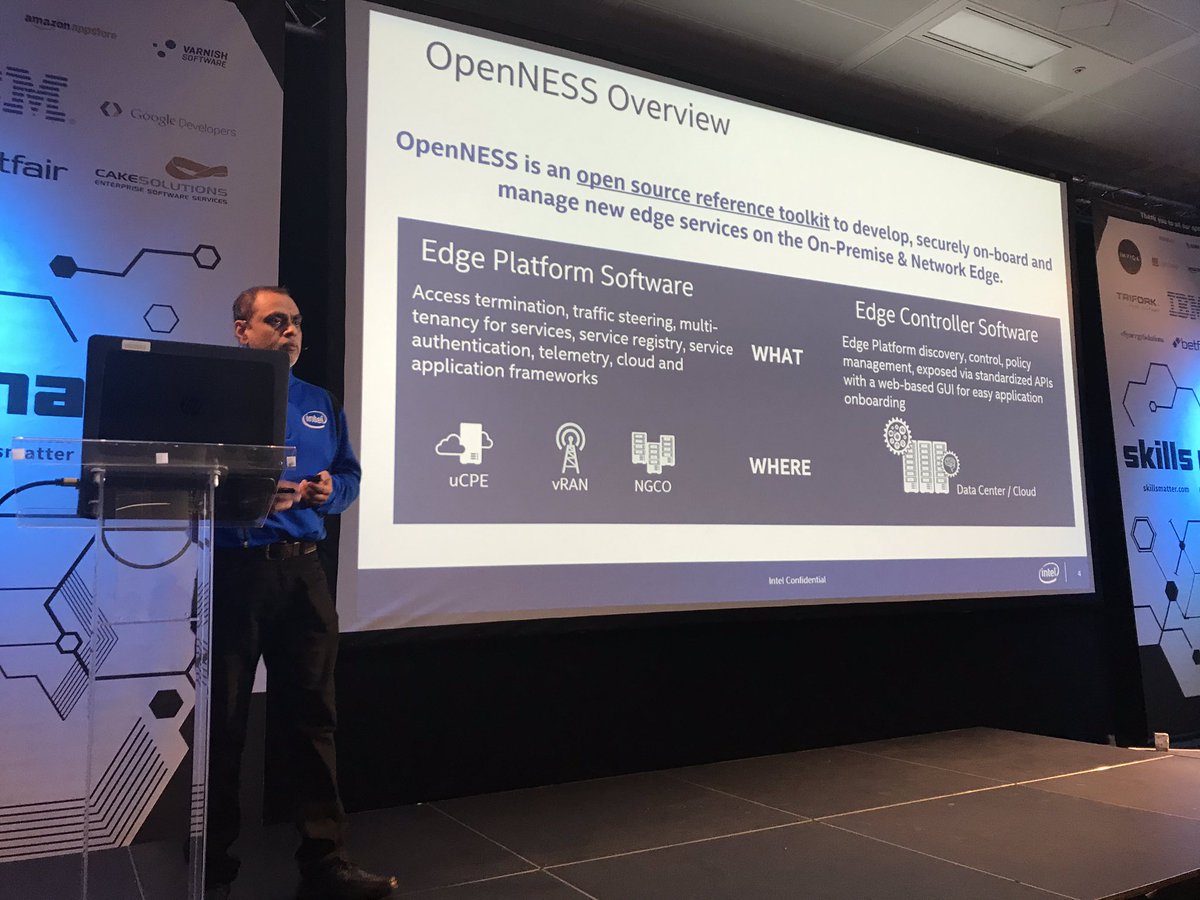 amazon appstore
VARNISH
SOFTWARE
Google Developers
tfair
CAKESOLUTIONS
ENTERPRISE SOFTWARE SERVICES
OpenNESS Overview
OpenNESS is an open source reference toolkit to develop, securely on-board and
manage new edge services on the On-Premise & Network Edge.
Edge Platform Software
Access termination, traffic steering, multi-
tenancy for services, service registry, service
authentication, telemetry, cloud and
application frameworks
WHAT
Edge Controller Software
Edge Platform discovery, control, policy
management, exposed via standardized APIs
with a web-based GUI for easy application
onboarding
uCPE
vRAN
NGCO
WHERE
Data Center / Cloud
Intel Confidential
intel
4
intel
ma
smatter
TRIFORK
betf
skills
skillsmatter.com